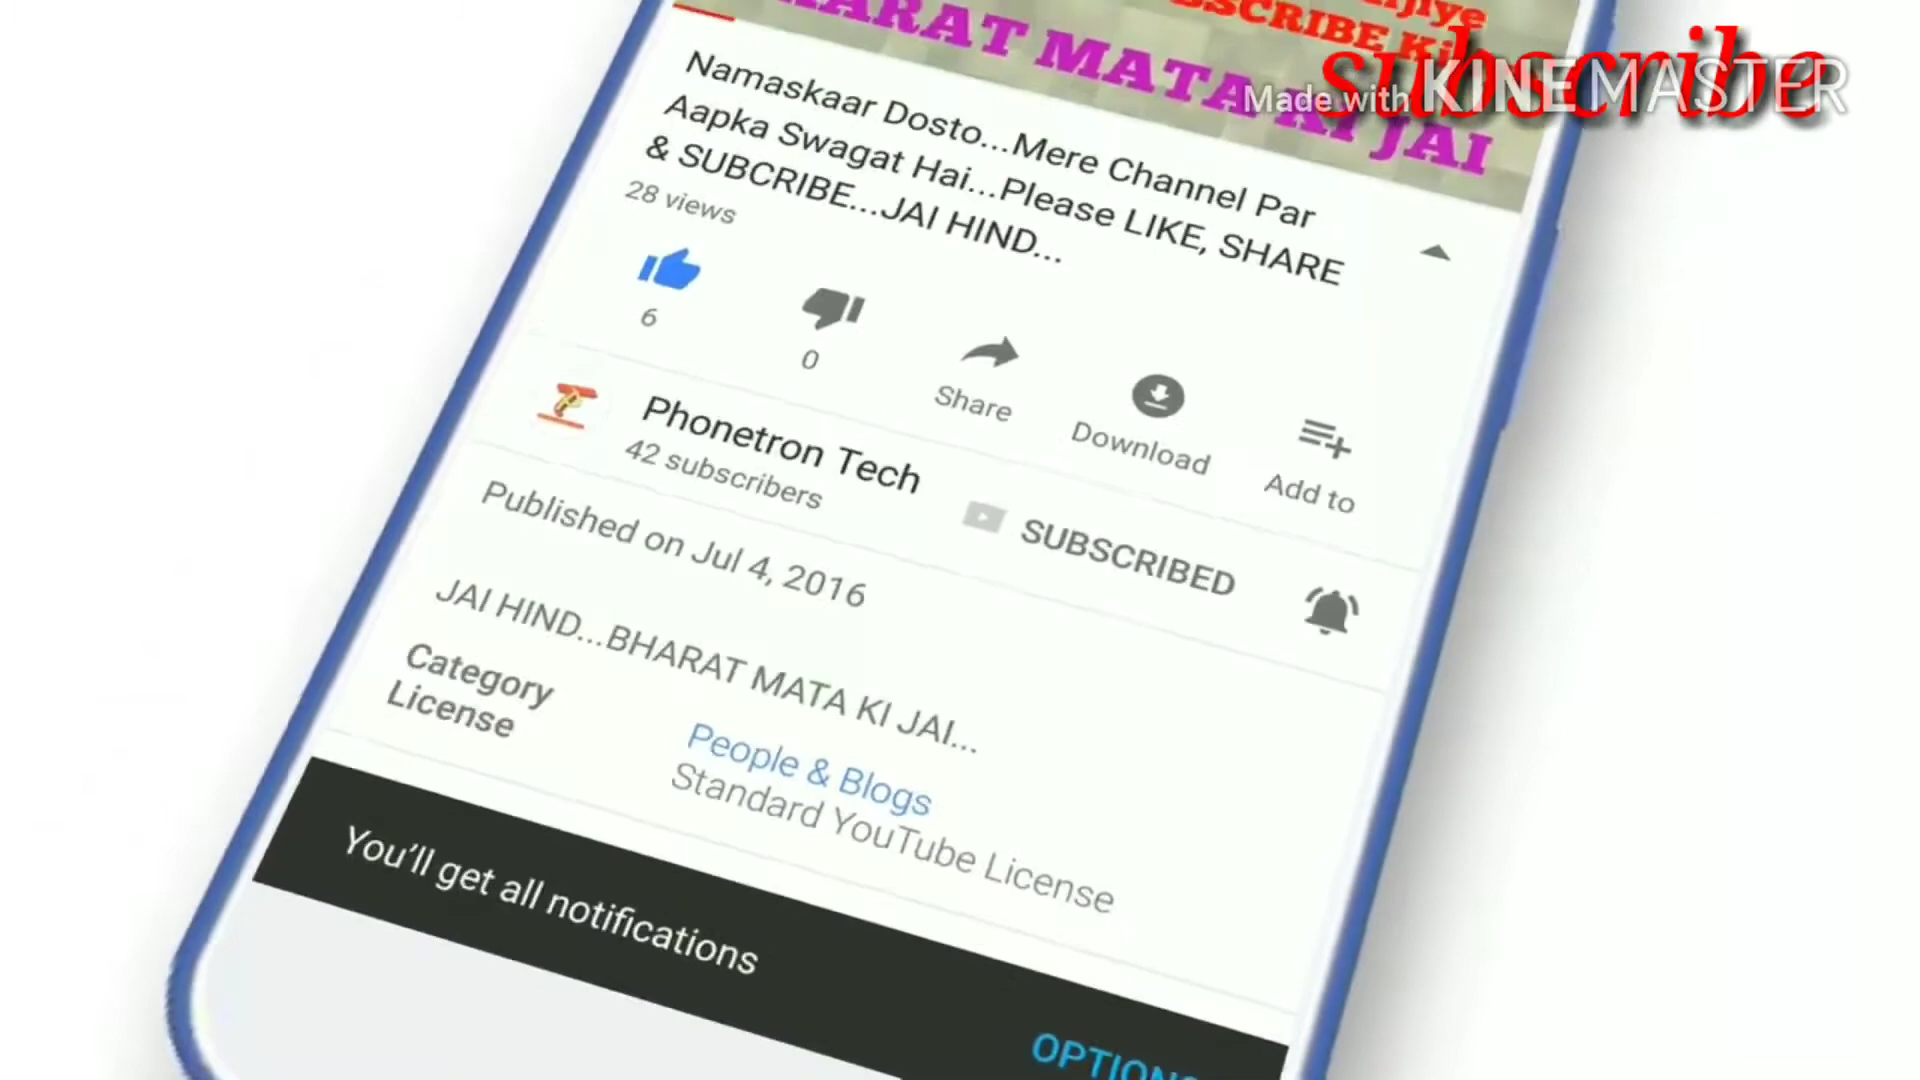 SUBSCRIBE
BHARAT MATA KI JAI
subscribe
Made with KINEMASTER
Namaskaar Dosto...Mere Channel Par
Aapka Swagat Hai...Please LIKE, SHARE
& SUBCRIBE...JAI HIND...
28 views
6
0
Share
Download
Add to
Phonetron Tech
42 subscribers
SUBSCRIBED
Published on Jul 4, 2016
JAI HIND...BHARAT MATA KI JAI...
Category
People & Blogs
License
Standard YouTube License
You'll get all notifications
OPTIONS